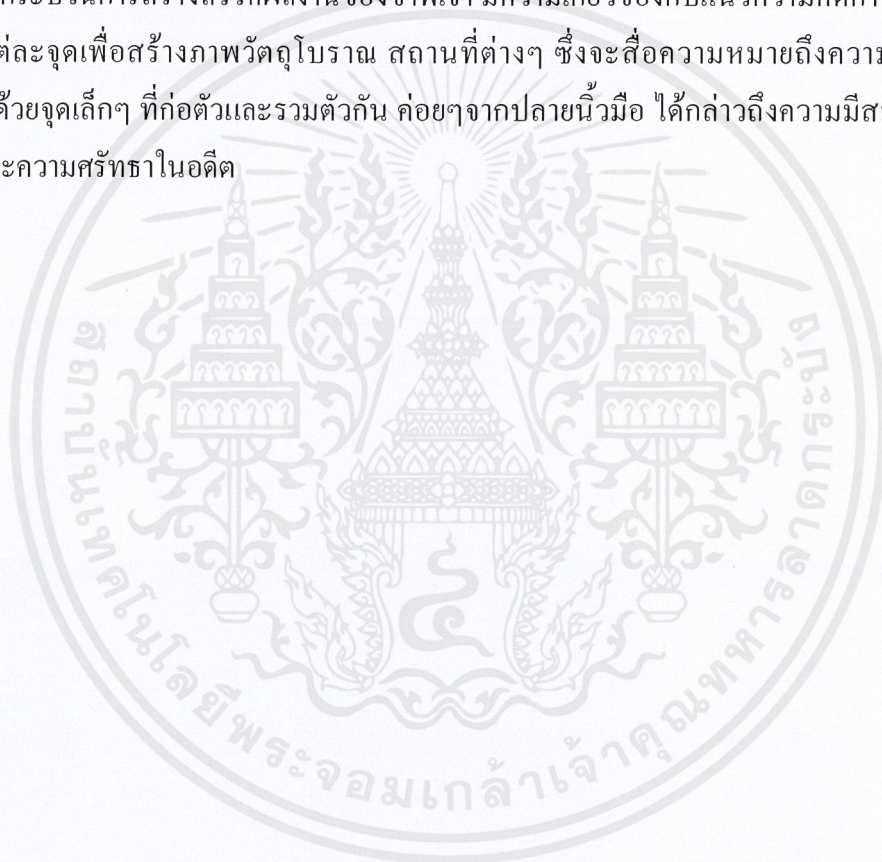 ต่ละจุดเพื่อสร้างภาพวัตถุโบราณ สถานที่ต่างๆ ซึ่งจะสื่อความหมายถึงความ
ด้วยจุดเล็กๆ ที่ก่อตัวและรวมตัวกัน ค่อยๆจากปลายนิ้วมือ ได้กล่าวถึงความมีส
ะความศรัทธาในอดีต
สถาบันเทคโนโลยีพระจอมเกล้าเจ้าคุณทหารลาดกระบัง